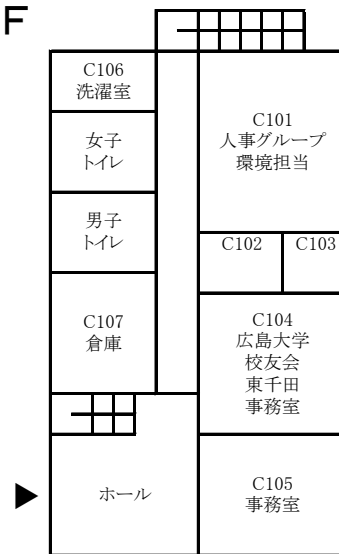 F
C106
洗濯室
女子
トイレ
男子
トイレ
C107
倉庫
ホール
C101
人事グループ
環境担当
C102
C103
C104
広島大学
校友会
東千田
事務室
C105
事務室